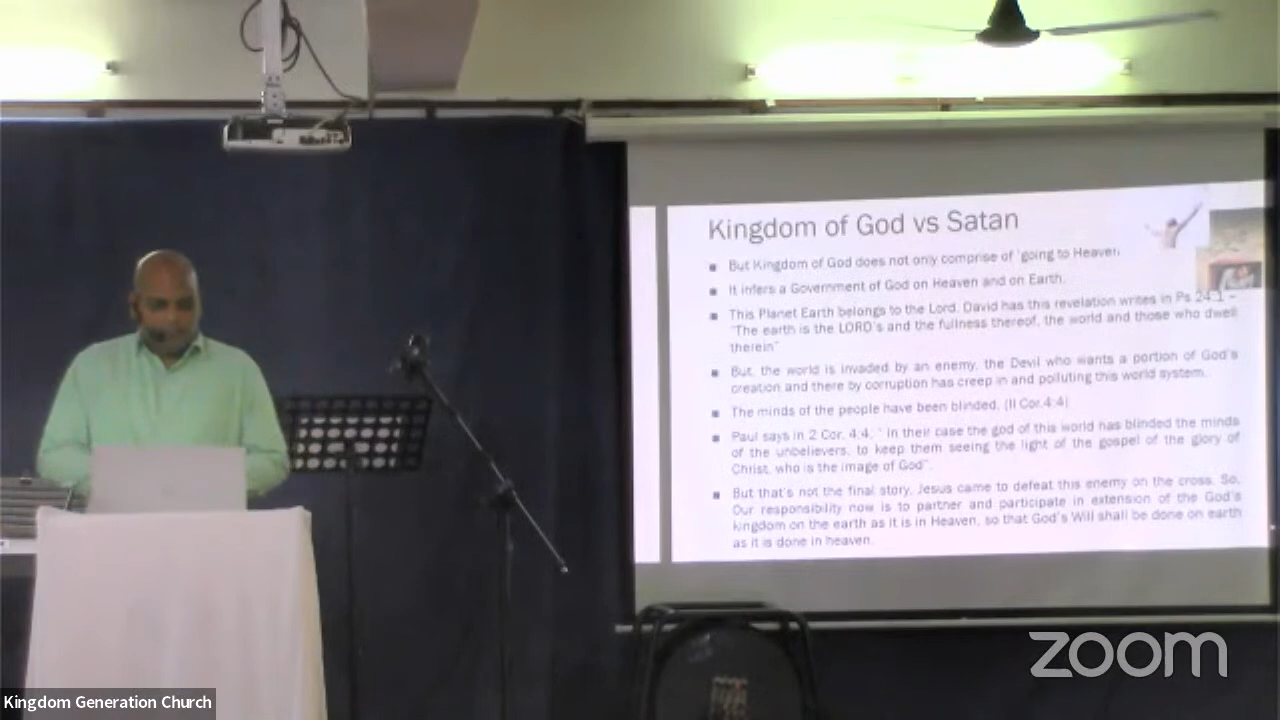 Kingdom of God vs Satan
But Kingdom of God does not only comprise of 'going to Heaven
It infers a Government of God on Heaven and on Earth.
This Planet Earth belongs to the Lord. David has this revelation writes in Ps 24:1 –
"The earth is the LORD's and the fullness thereof, the world and those who dwell
therein"
But, the world is invaded by an enemy, the Devil who wants a portion of God's
creation and there by corruption has creep in and polluting this world system.
The minds of the people have been blinded. (II Cor.4:4)
Paul says in 2 Cor. 4:4, " In their case the god of this world has blinded the minds
of the unbelievers, to keep them seeing the light of the gospel of the glory of
Christ, who is the image of God".
But that's not the final story, Jesus came to defeat this enemy on the cross. So,
Our responsibility now is to partner and participate in extension of the God's
kingdom on the earth as it is in Heaven, so that God's Will shall be done on earth
as it is done in heaven.
zoom
Kingdom Generation Church